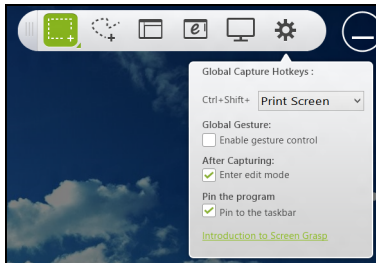 Global Capture Hotkeys :
Ctrl+Shift+ Print Screen
Global Gesture:
Enable gesture control
After Capturing:
Enter edit mode
Pin the program
Pin to the taskbar
Introduction to Screen Grasp